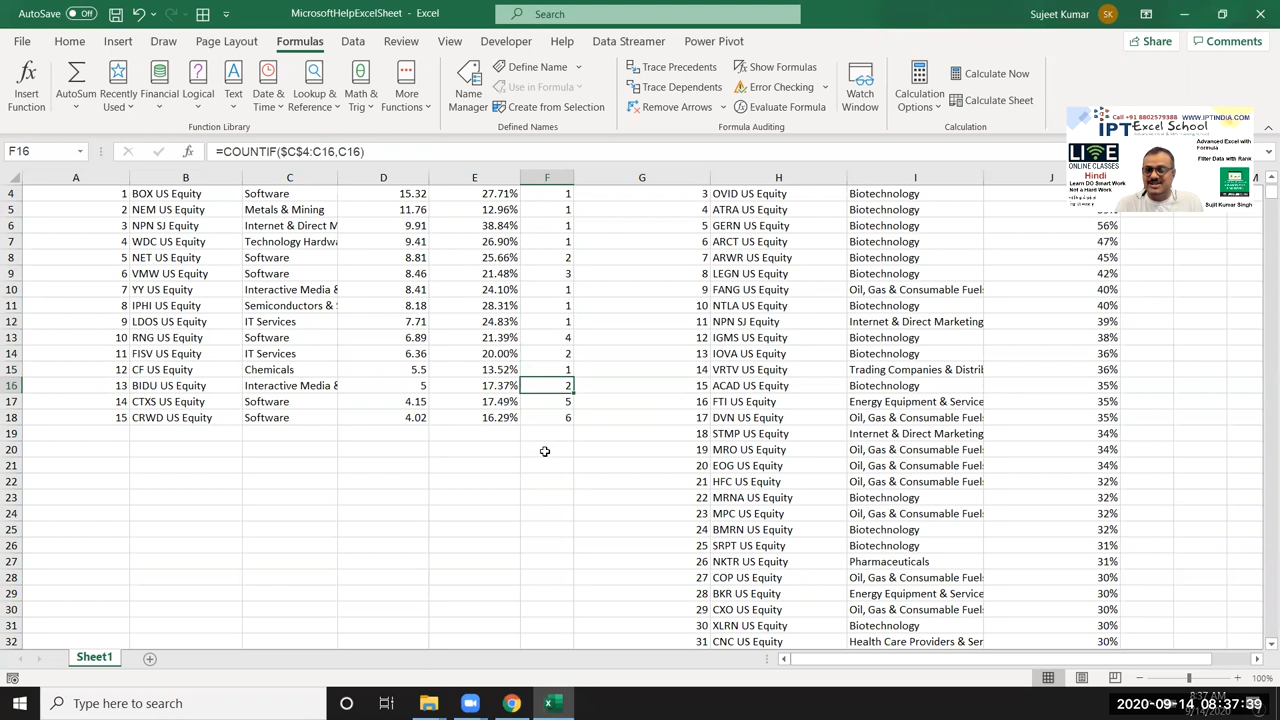 AutoSave Off MicrosoftHelpExcelSheet - Excel Search Sujeet Kumar SK
File Home Insert Draw Page Layout Formulas Data Review View Developer Help Data Streamer Power Pivot Share Comments
Insert Function
AutoSum
Recently Used
Financial
Logical
Text
Date & Time
Lookup & Reference
Math & Trig
More Functions
Function Library
Name Manager
Define Name
Use in Formula
Create from Selection
Defined Names
Trace Precedents
Trace Dependents
Remove Arrows
Show Formulas
Error Checking
Evaluate Formula
Formula Auditing
Watch Window
Calculation Options
Calculate Now
Calculate Sheet
Calculation
Call +91 8802579388 WWW.IPTINDIA.COM
IPT Excel School
LIVE
ONLINE CLASSES
Hindi
Learn DO Smart Work
Not a Hard Work
Advanced Excel with Formula
Filter Data with Rank
Sujit Kumar Singh
F16 fx =COUNTIF($C$4:C16,C16)
A B C D E F G H I J M
4 1 BOX US Equity Software 15.32 27.71% 1 3 OVID US Equity Biotechnology
5 2 NEM US Equity Metals & Mining 11.76 12.96% 1 4 ATRA US Equity Biotechnology
6 3 NPN SJ Equity Internet & Direct M 9.91 38.84% 1 5 GERN US Equity Biotechnology 56%
7 4 WDC US Equity Technology Hardw 9.41 26.90% 1 6 ARCT US Equity Biotechnology 47%
8 5 NET US Equity Software 8.81 25.66% 2 7 ARWR US Equity Biotechnology 45%
9 6 VMW US Equity Software 8.46 21.48% 3 8 LEGN US Equity Biotechnology 42%
10 7 YY US Equity Interactive Media & 8.41 24.10% 1 9 FANG US Equity Oil, Gas & Consumable Fuel 40%
11 8 IPHI US Equity Semiconductors & 8.18 28.31% 1 10 NTLA US Equity Biotechnology 40%
12 9 LDOS US Equity IT Services 7.71 24.83% 1 11 NPN SJ Equity Internet & Direct Marketing 39%
13 10 RNG US Equity Software 6.89 21.39% 4 12 IGMS US Equity Biotechnology 38%
14 11 FISV US Equity IT Services 6.36 20.00% 2 13 IOVA US Equity Biotechnology 36%
15 12 CF US Equity Chemicals 5.5 13.52% 1 14 VRTV US Equity Trading Companies & Distrib 36%
16 13 BIDU US Equity Interactive Media & 5 17.37% 2 15 ACAD US Equity Biotechnology 35%
17 14 CTXS US Equity Software 4.15 17.49% 5 16 FTI US Equity Energy Equipment & Service 35%
18 15 CRWD US Equity Software 4.02 16.29% 6 17 DVN US Equity Oil, Gas & Consumable Fuel 35%
19 18 STMP US Equity Internet & Direct Marketing 34%
20 19 MRO US Equity Oil, Gas & Consumable Fuel 34%
21 20 EOG US Equity Oil, Gas & Consumable Fuel 34%
22 21 HFC US Equity Oil, Gas & Consumable Fuel 32%
23 22 MRNA US Equity Biotechnology 32%
24 23 MPC US Equity Oil, Gas & Consumable Fuel 32%
25 24 BMRN US Equity Biotechnology 32%
26 25 SRPT US Equity Biotechnology 31%
27 26 NKTR US Equity Pharmaceuticals 31%
28 27 COP US Equity Oil, Gas & Consumable Fuel 30%
29 28 BKR US Equity Energy Equipment & Service 30%
30 29 CXO US Equity Oil, Gas & Consumable Fuel 30%
31 30 XLRN US Equity Biotechnology 30%
32 31 CNC US Equity Health Care Providers & Ser 30%
Sheet1
100%
Type here to search
8:37 AM
2020-09-14 08:37:39
9/14/2020